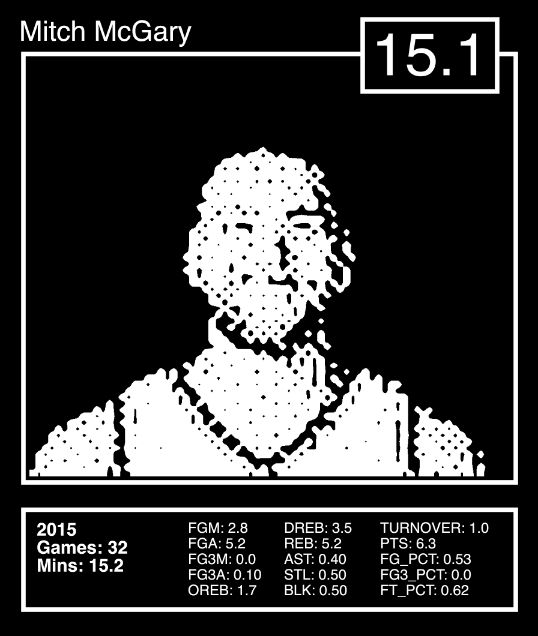 Mitch McGary
15.1
2015
Games: 32
Mins: 15.2
FGM: 2.8
FGA: 5.2
FG3M: 0.0
FG3A: 0.10
OREB: 1.7
DREB: 3.5
REB: 5.2
AST: 0.40
STL: 0.50
BLK: 0.50
TURNOVER: 1.0
PTS: 6.3
FG_PCT: 0.53
FG3_PCT: 0.0
FT_PCT: 0.62